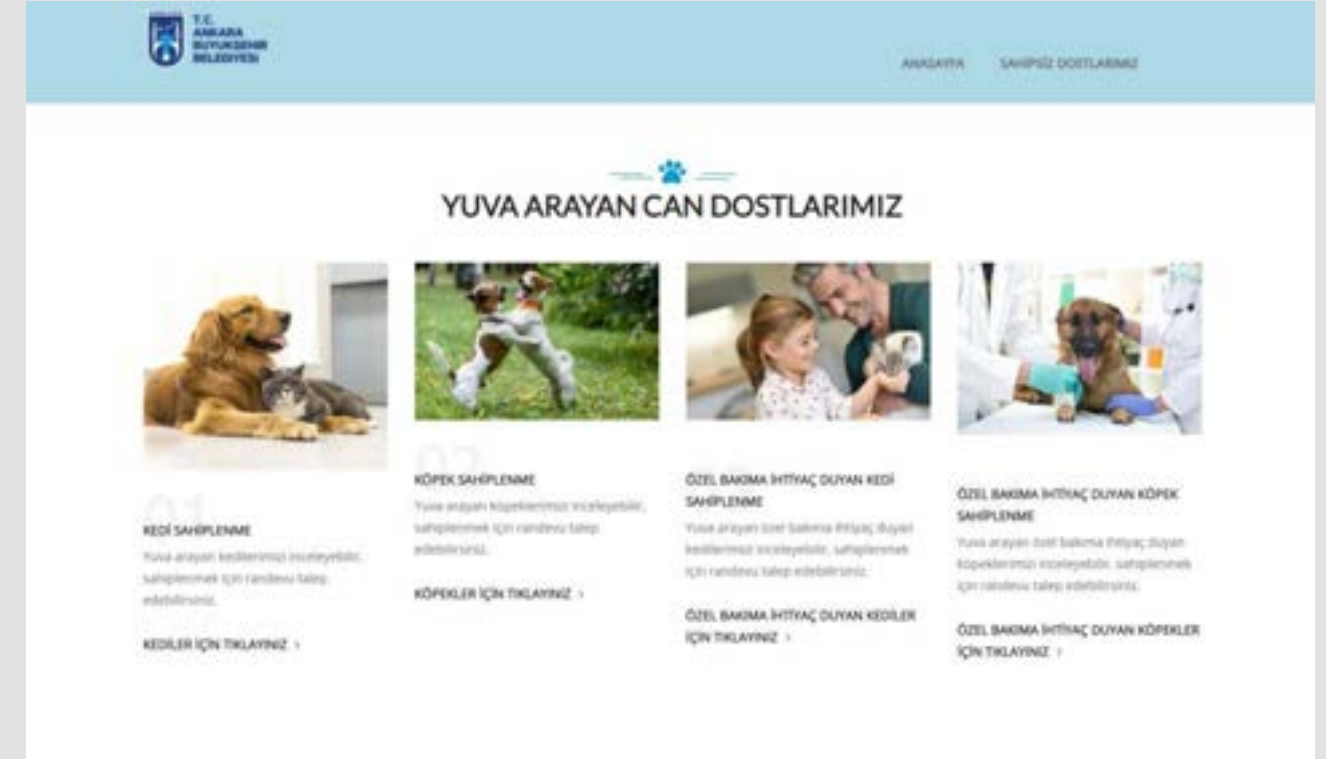 T.C.
ANKARA
BÜYÜKŞEHİR
BELEDİYESİ
ANASAYFA
SAHİPSİZ DOSTLARIMIZ
YUVA ARAYAN CAN DOSTLARIMIZ
01
KEDİ SAHİPLENME
Yuva arayan kedilerimizi inceleyebilir,
sahiplenmek için randevu talep
edebilirsiniz.
KEDİLER İÇİN TIKLAYINIZ ›
02
KÖPEK SAHİPLENME
Yuva arayan köpeklerimizi inceleyebilir,
sahiplenmek için randevu talep
edebilirsiniz.
KÖPEKLER İÇİN TIKLAYINIZ ›
ÖZEL BAKIMA İHTİYAÇ DUYAN KEDİ
SAHİPLENME
Yuva arayan özel bakıma ihtiyaç duyan
kedilerimizi inceleyebilir, sahiplenmek
için randevu talep edebilirsiniz.
ÖZEL BAKIMA İHTİYAÇ DUYAN KEDİLER
İÇİN TIKLAYINIZ ›
ÖZEL BAKIMA İHTİYAÇ DUYAN KÖPEK
SAHİPLENME
Yuva arayan özel bakıma ihtiyaç duyan
köpeklerimizi inceleyebilir, sahiplenmek
için randevu talep edebilirsiniz.
ÖZEL BAKIMA İHTİYAÇ DUYAN KÖPEKLER
İÇİN TIKLAYINIZ ›